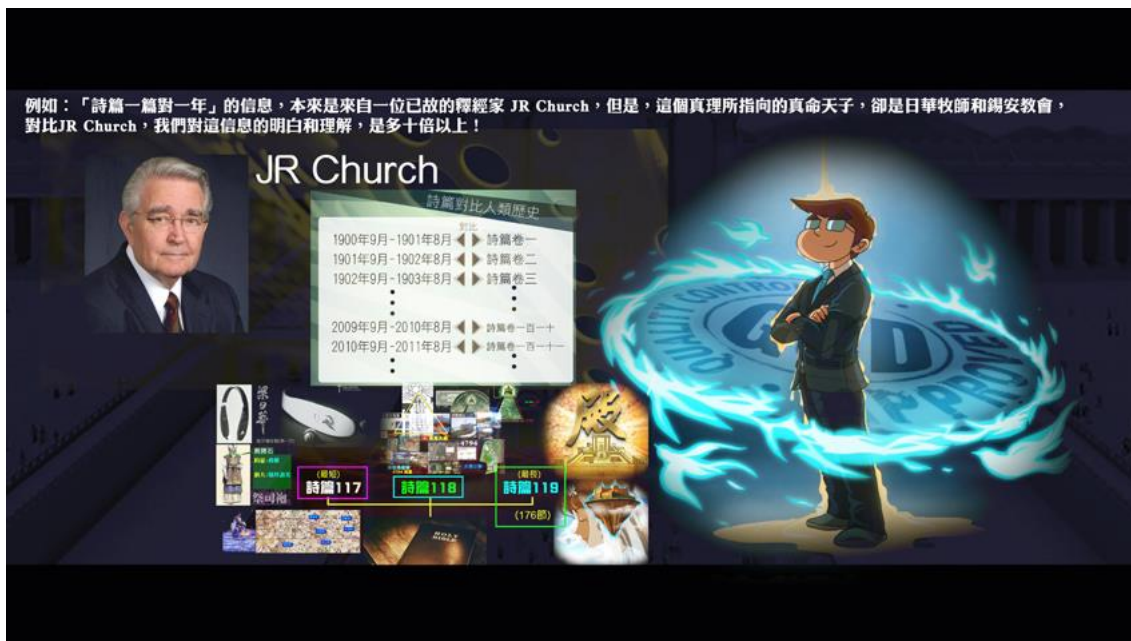 例如：「詩篇一篇對一年」的信息，本來是來自一位已故的釋經家 JR Church，但是，這個真理所指向的真命天子，卻是日華牧師和錫安教會，
對比JR Church，我們對這信息的明白和理解，是多十倍以上！
JR Church
詩篇對比人類歷史
對比
1900年9月-1901年8月 詩篇卷一
1901年9月-1902年8月 詩篇卷二
1902年9月-1903年8月 詩篇卷三
2009年9月-2010年8月 詩篇卷一百一十
2010年9月-2011年8月 詩篇卷一百一十一
QUALITY CONTROL
GOD
梁日華
殿
4794
(最短)
詩篇117
詩篇118
(最長)
詩篇119
(176節)
祭司袍
HOLY
BIBLE